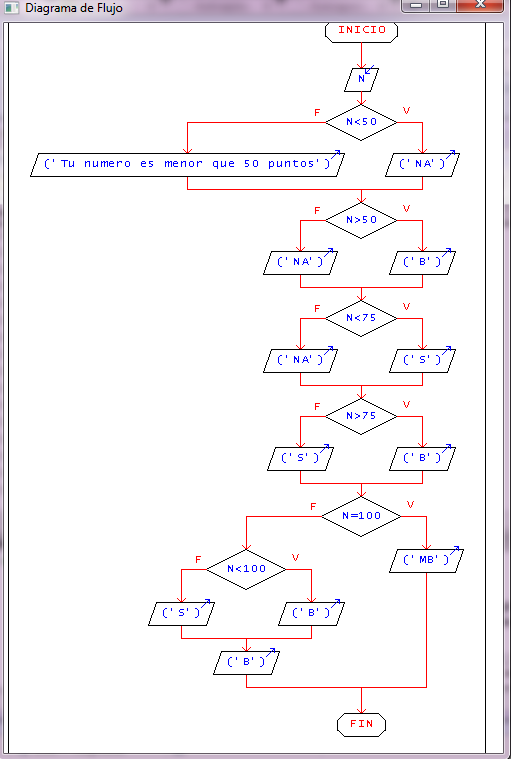 Diagrama de Flujo
INICIO
N
F N<50 V
('Tu numero es menor que 50 puntos') ('NA')
F N>50 V
('NA') ('B')
F N<75 V
('NA') ('S')
F N>75 V
('S') ('B')
F N=100 V
F N<100 V ('MB')
('S') ('B')
('B')
FIN